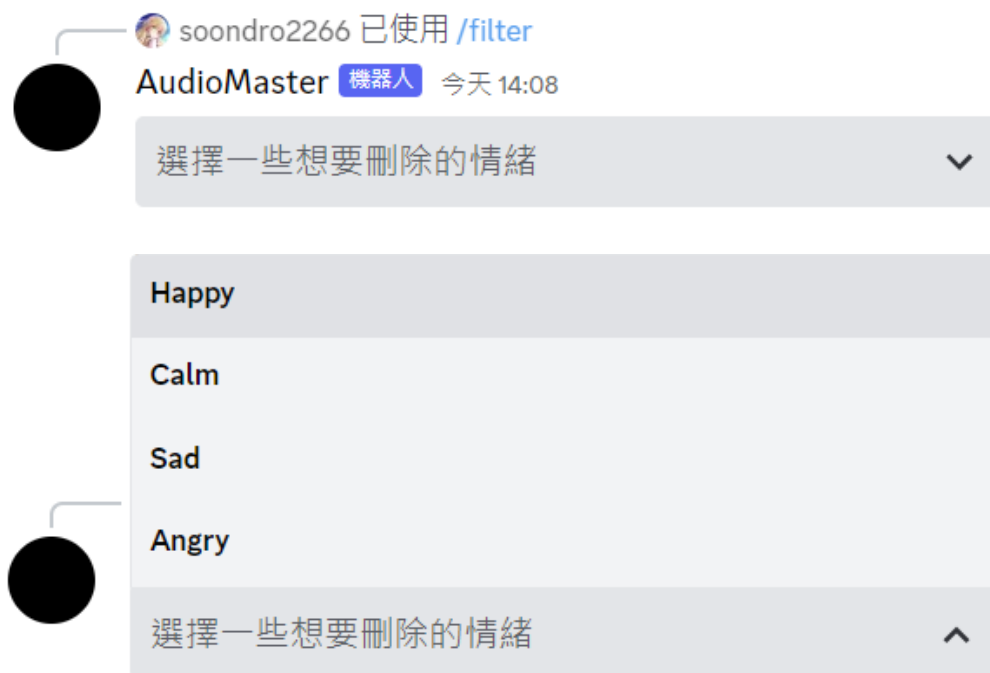 soondro2266 已使用 /filter
AudioMaster 機器人 今天 14:08
選擇一些想要刪除的情緒
Happy
Calm
Sad
Angry
選擇一些想要刪除的情緒